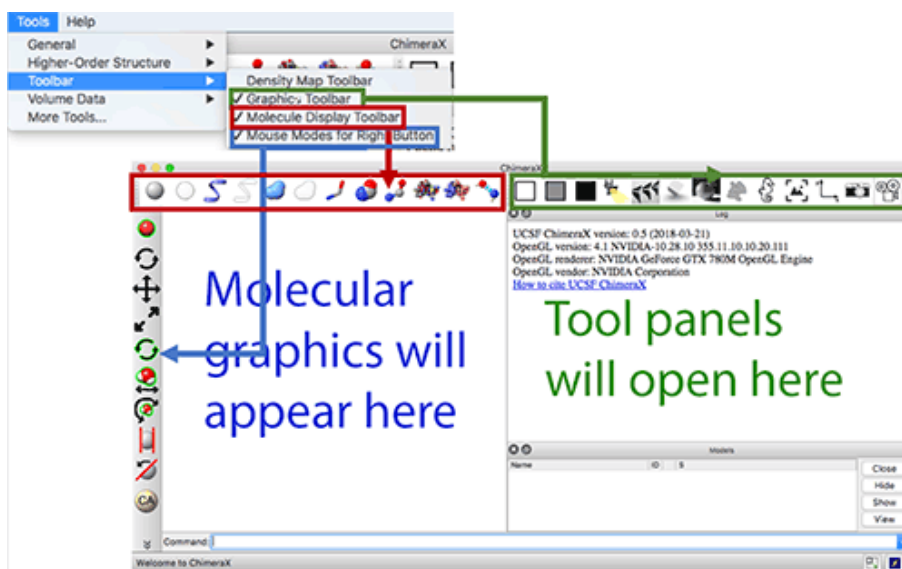 Tools Help
General
Higher-Order Structure
Toolbar
Volume Data
More Tools...
ChimeraX
Density Map Toolbar
✓ Graphics Toolbar
✓ Molecule Display Toolbar
✓ Mouse Modes for Right Button
ChimeraX
Log
UCSF ChimeraX version: 0.5 (2018-03-21)
OpenGL version: 4.1 NVIDIA-10.28.10 355.11.10.10.20.111
OpenGL renderer: NVIDIA GeForce GTX 780M OpenGL Engine
OpenGL vendor: NVIDIA Corporation
How to cite UCSF ChimeraX
Molecular
graphics will
appear here
Tool panels
will open here
CA
Models
Name ID S
Close
Hide
Show
View
Command:
Welcome to ChimeraX